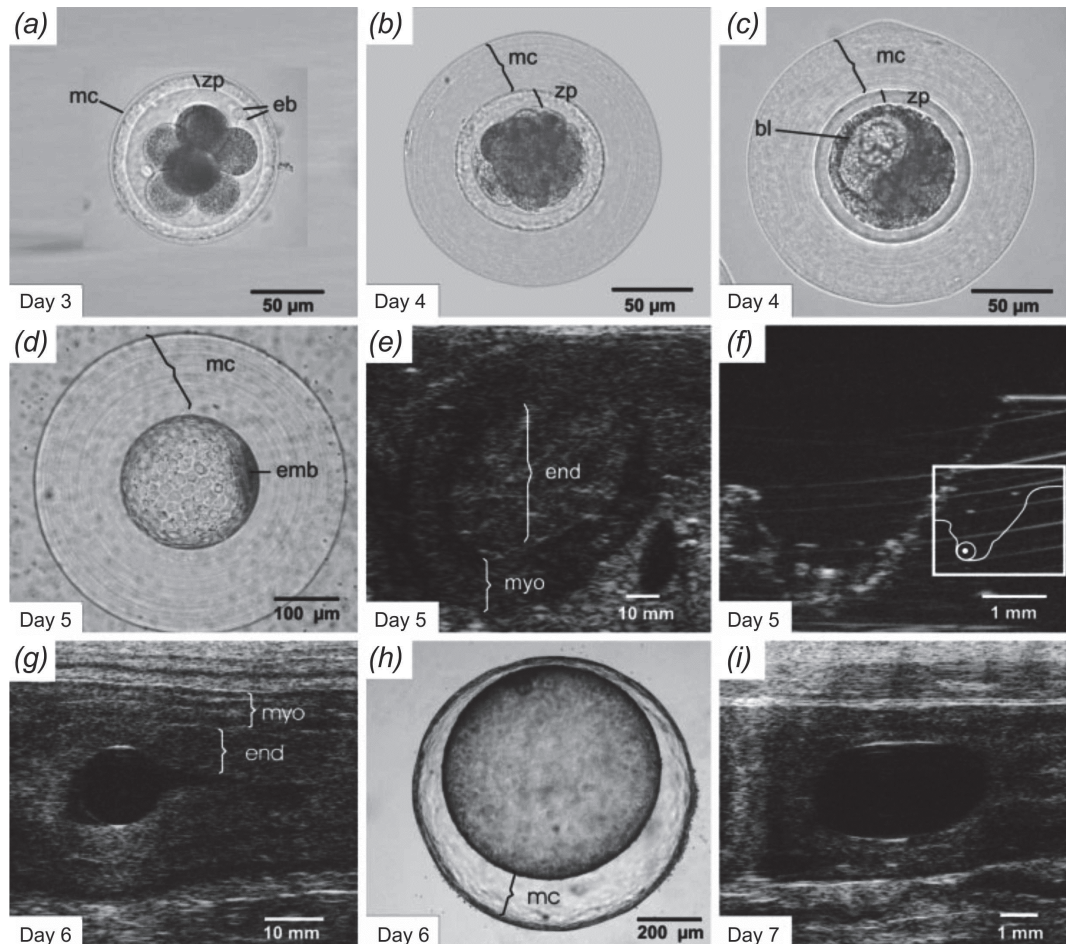 (a)
mc
zp
eb
50 µm
Day 3
(b)
mc
zp
50 µm
Day 4
(c)
mc
zp
bl
50 µm
Day 4
(d)
mc
emb
100 µm
Day 5
(e)
end
myo
10 mm
Day 5
(f)
1 mm
Day 5
(g)
myo
end
10 mm
Day 6
(h)
mc
200 µm
Day 6
(i)
1 mm
Day 7